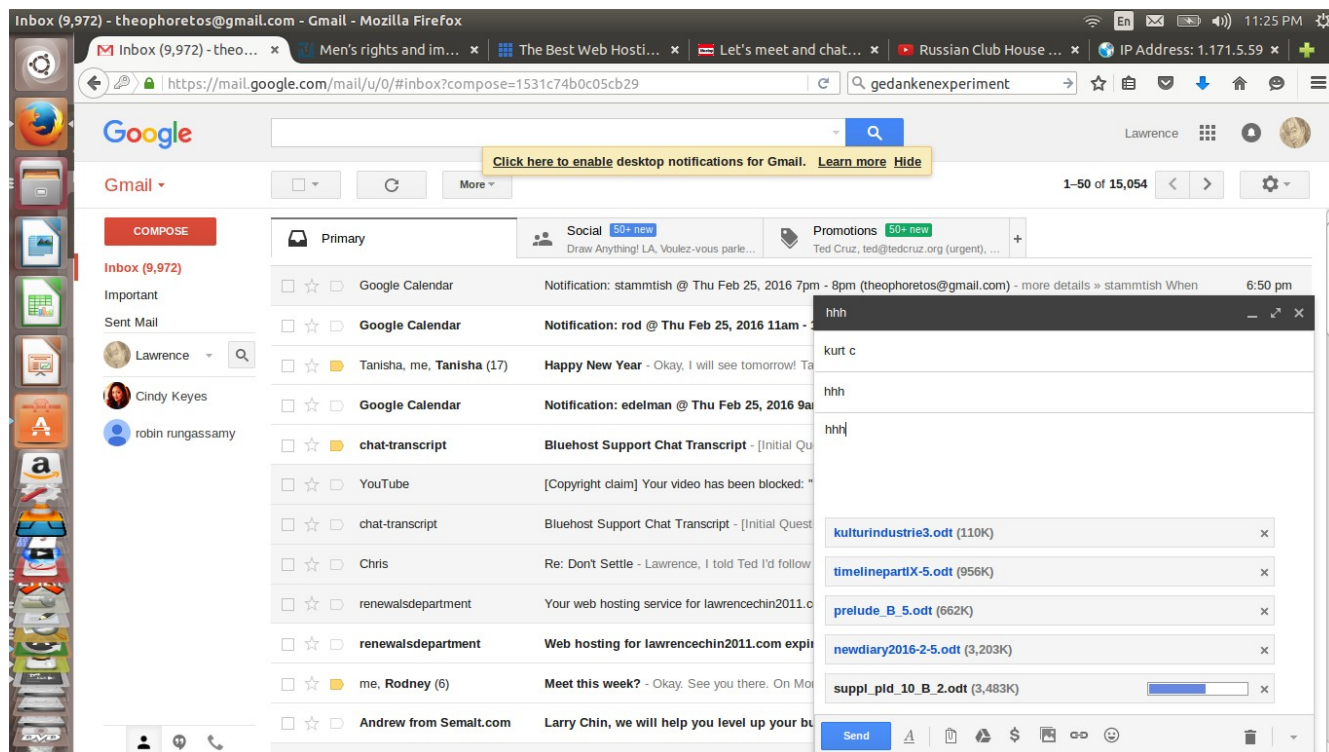 Inbox (9,972) - theophoretos@gmail.com - Gmail - Mozilla Firefox
En 11:25 PM
Inbox (9,972) - theo... × Men's rights and im... × The Best Web Hosti... × Let's meet and chat... × Russian Club House ... × IP Address: 1.171.5.59 ×
https://mail.google.com/mail/u/0/#inbox?compose=1531c74b0c05cb29 gedankenexperiment
Google Lawrence
Click here to enable desktop notifications for Gmail. Learn more Hide
Gmail More 1–50 of 15,054
COMPOSE
Inbox (9,972)
Important
Sent Mail
Lawrence
Cindy Keyes
robin rungassamy
Primary
Social 50+ new
Draw Anything! LA, Voulez-vous parle...
Promotions 50+ new
Ted Cruz, ted@tedcruz.org (urgent), ...
Google Calendar Notification: stammtish @ Thu Feb 25, 2016 7pm - 8pm (theophoretos@gmail.com) - more details » stammtish When 6:50 pm
Google Calendar Notification: rod @ Thu Feb 25, 2016 11am -
Tanisha, me, Tanisha (17) Happy New Year - Okay, I will see tomorrow! Ta
Google Calendar Notification: edelman @ Thu Feb 25, 2016 9a
chat-transcript Bluehost Support Chat Transcript - [Initial Qu
YouTube [Copyright claim] Your video has been blocked: "
chat-transcript Bluehost Support Chat Transcript - [Initial Quest
Chris Re: Don't Settle - Lawrence, I told Ted I'd follow
renewalsdepartment Your web hosting service for lawrencechin2011.c
renewalsdepartment Web hosting for lawrencechin2011.com expi
me, Rodney (6) Meet this week? - Okay. See you there. On Mo
Andrew from Semalt.com Larry Chin, we will help you level up your bu
hhh
kurt c
hhh
hhh
kulturindustrie3.odt (110K)
timelinepartIX-5.odt (956K)
prelude_B_5.odt (662K)
newdiary2016-2-5.odt (3,203K)
suppl_pld_10_B_2.odt (3,483K)
Send